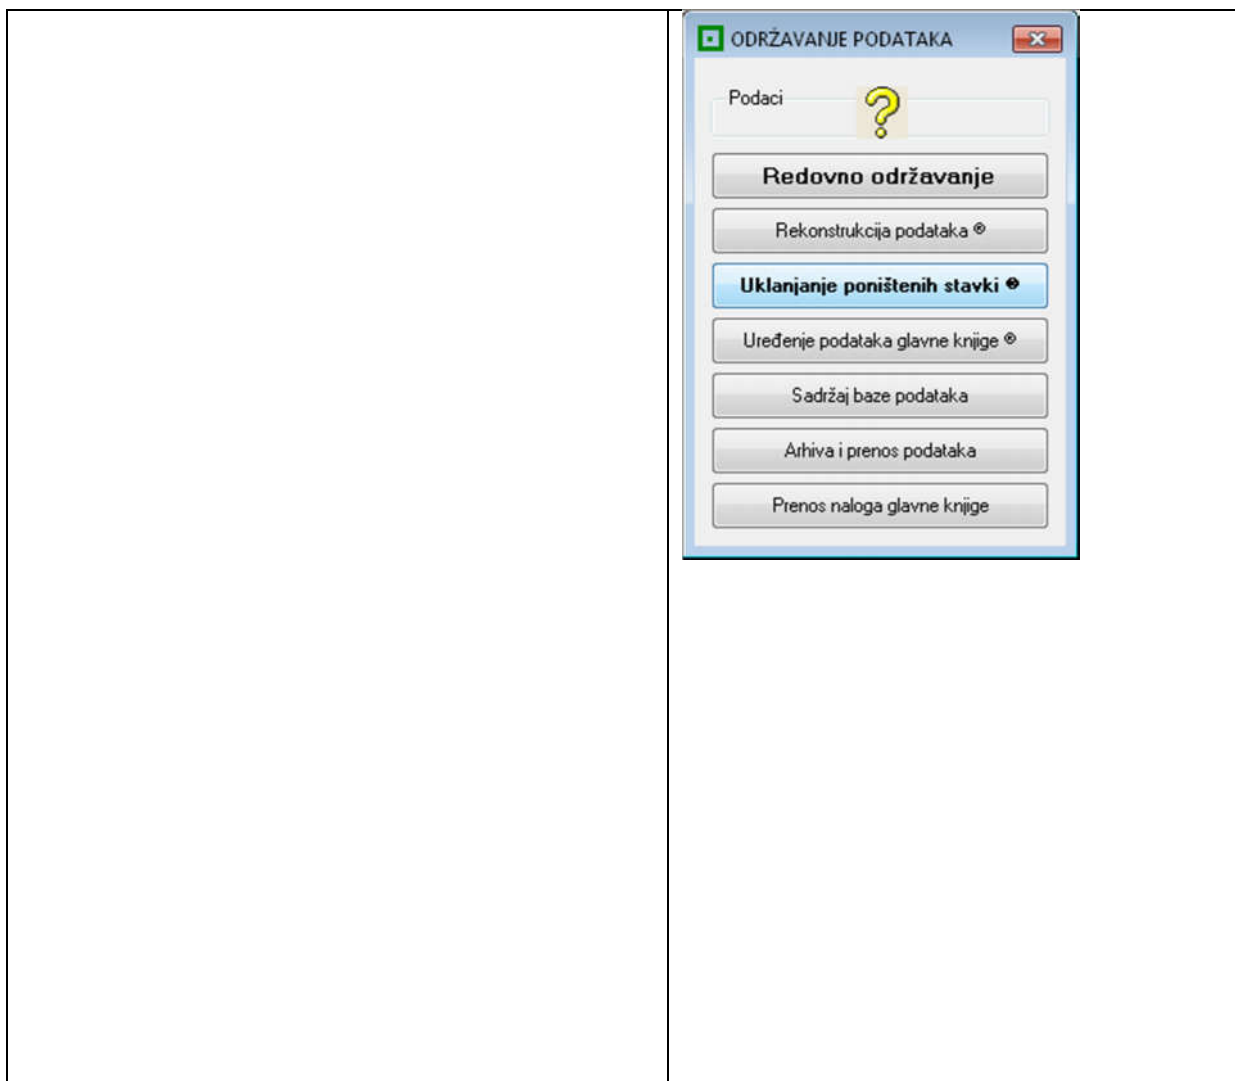 ODRŽAVANJE PODATAKA
Podaci
Redovno održavanje
Rekonstrukcija podataka ®
Uklanjanje poništenih stavki ®
Uređenje podataka glavne knjige ®
Sadržaj baze podataka
Arhiva i prenos podataka
Prenos naloga glavne knjige